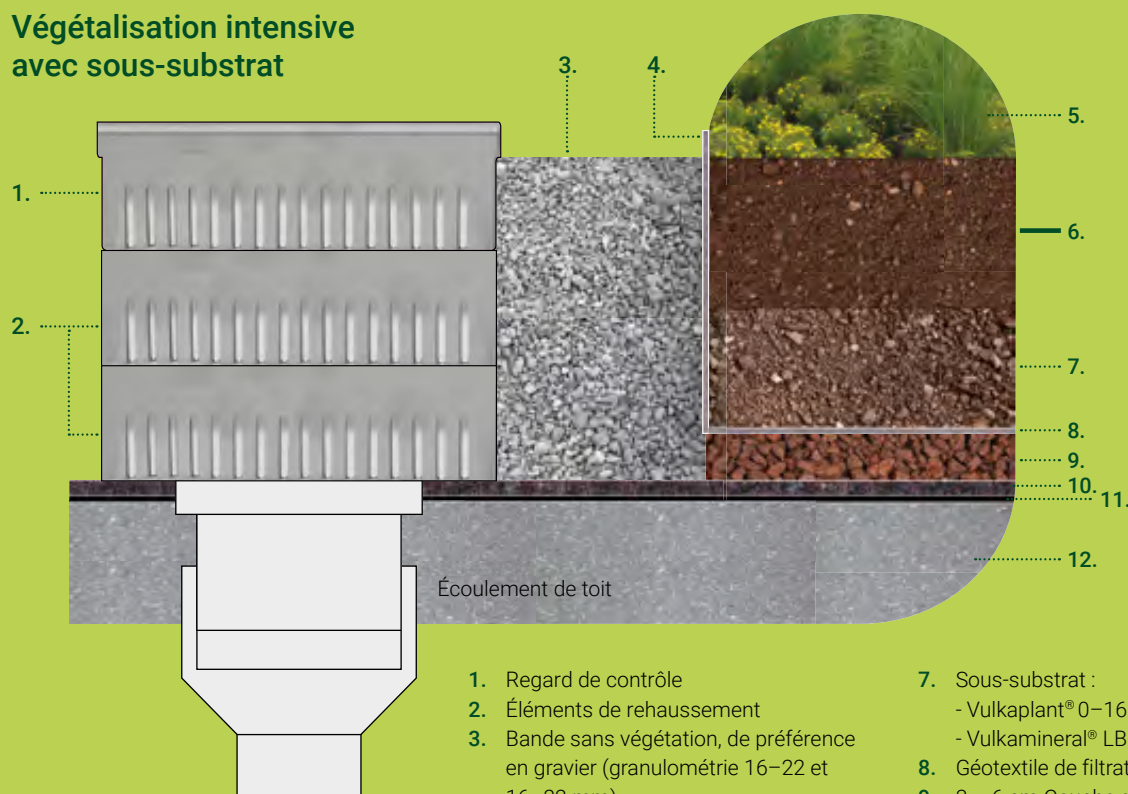 Végétalisation intensive
avec sous-substrat
3.
4.
5.
1.
6.
2.
7.
8.
9.
10.
11.
12.
Écoulement de toit
1. Regard de contrôle
2. Éléments de rehaussement
3. Bande sans végétation, de préférence
en gravier (granulométrie 16–22 et
7. Sous-substrat :
- Vulkaplant® 0–16
- Vulkamineral® LB
8. Géotextile de filtrat